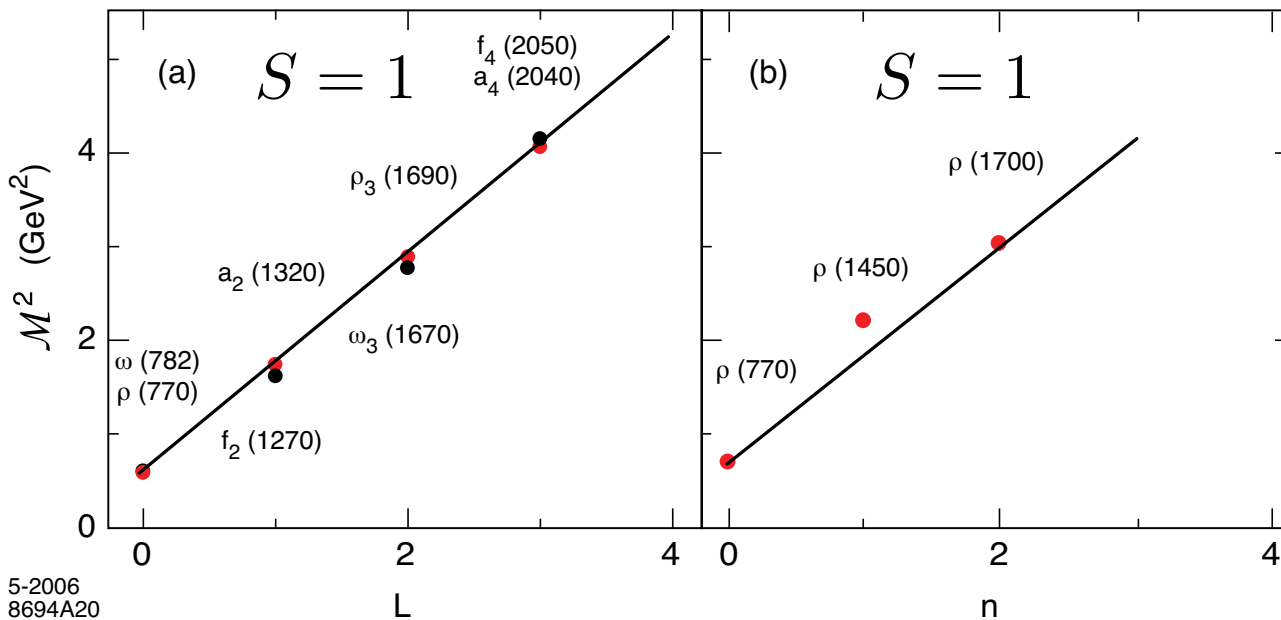 (a)
S = 1
f4 (2050)
a4 (2040)
ρ3 (1690)
a2 (1320)
ω3 (1670)
ω (782)
ρ (770)
f2 (1270)
4
2
0
M² (GeV²)
0 2 4
L
(b)
S = 1
ρ (1700)
ρ (1450)
ρ (770)
0 2 4
n
5-2006
8694A20